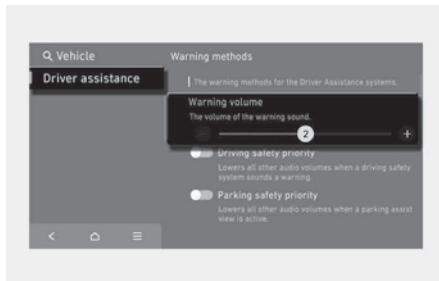 Vehicle
Warning methods
Driver assistance
The warning methods for the Driver Assistance systems.
Warning volume
The volume of the warning sound.
2
Driving safety priority
Lowers all other audio volumes when a driving safety
system sounds a warning.
Parking safety priority
Lowers all other audio volumes when a parking assist
view is active.